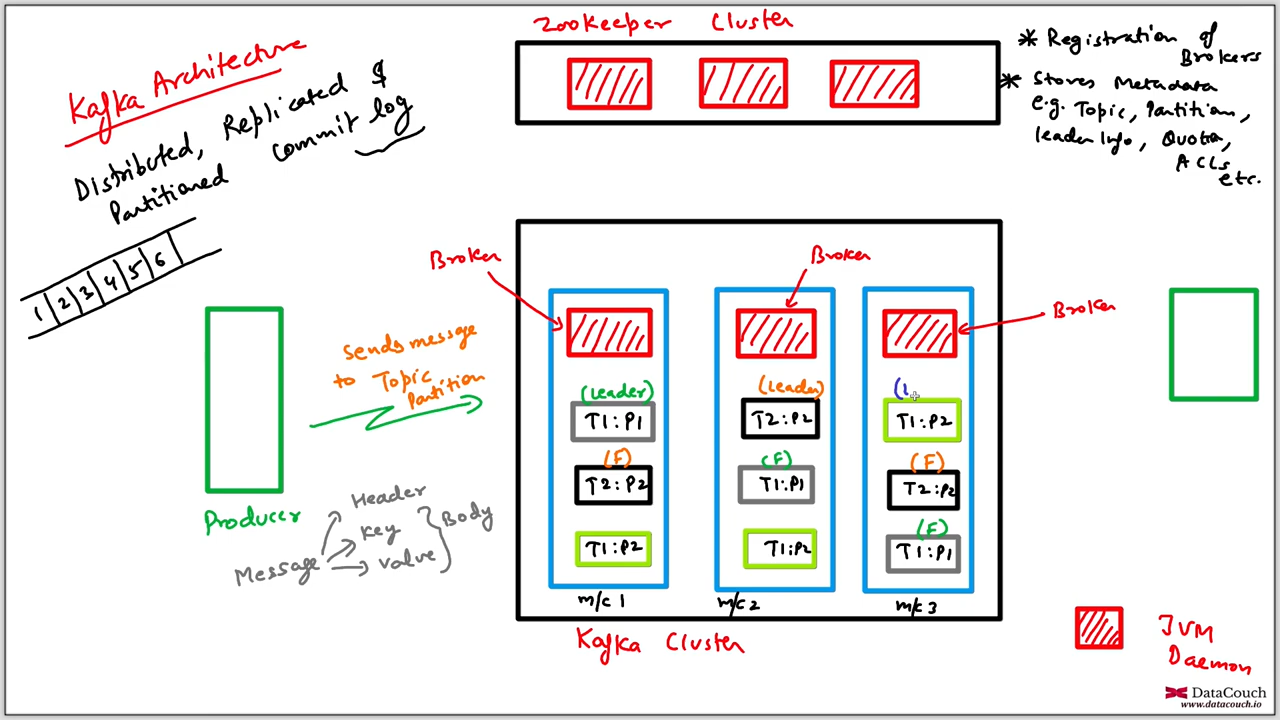 Zookeeper Cluster
Kafka Architecture
Distributed, Replicated &
Partitioned commit log
1 2 3 4 5 6
* Registration of
Brokers
* Stores Metadata
e.g. Topic, Partition,
leader Info, Quota,
ACLs
etc.
Broker
Broker
Broker
sends message
to Topic
Partition
Producer
Message
Header
Key
Value
Body
(Leader)
T1:P1
(F)
T2:P2
T1:P2
m/c 1
(Leader)
T2:P2
(F)
T1:P1
T1:P2
m/c 2
(L
T1:P2
(F)
T2:P2
(F)
T1:P1
m/c 3
Kafka Cluster
JVM
Daemon
DataCouch
www.datacouch.io